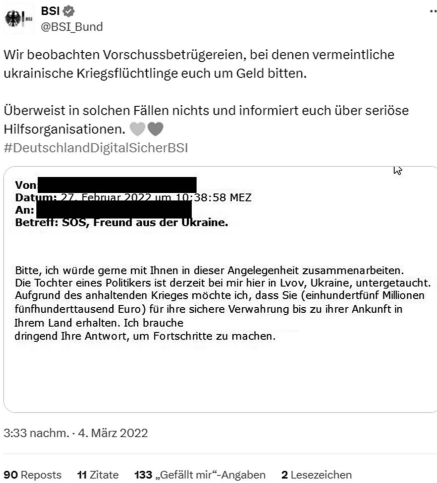 BSI
@BSI_Bund
Wir beobachten Vorschussbetrügereien, bei denen vermeintliche
ukrainische Kriegsflüchtlinge euch um Geld bitten.
Überweist in solchen Fällen nichts und informiert euch über seriöse
Hilfsorganisationen.
#DeutschlandDigitalSicherBSI
Von
Datum: 27. Februar 2022 um 10:38:58 MEZ
An:
Betreff: SOS, Freund aus der Ukraine.
Bitte, ich würde gerne mit Ihnen in dieser Angelegenheit zusammenarbeiten.
Die Tochter eines Politikers ist derzeit bei mir hier in Lvov, Ukraine, untergetaucht.
Aufgrund des anhaltenden Krieges möchte ich, dass Sie (einhundertfünf Millionen
fünfhunderttausend Euro) für ihre sichere Verwahrung bis zu ihrer Ankunft in
Ihrem Land erhalten. Ich brauche
dringend Ihre Antwort, um Fortschritte zu machen.
3:33 nachm. · 4. März 2022
90 Reposts 11 Zitate 133 „Gefällt mir“-Angaben 2 Lesezeichen